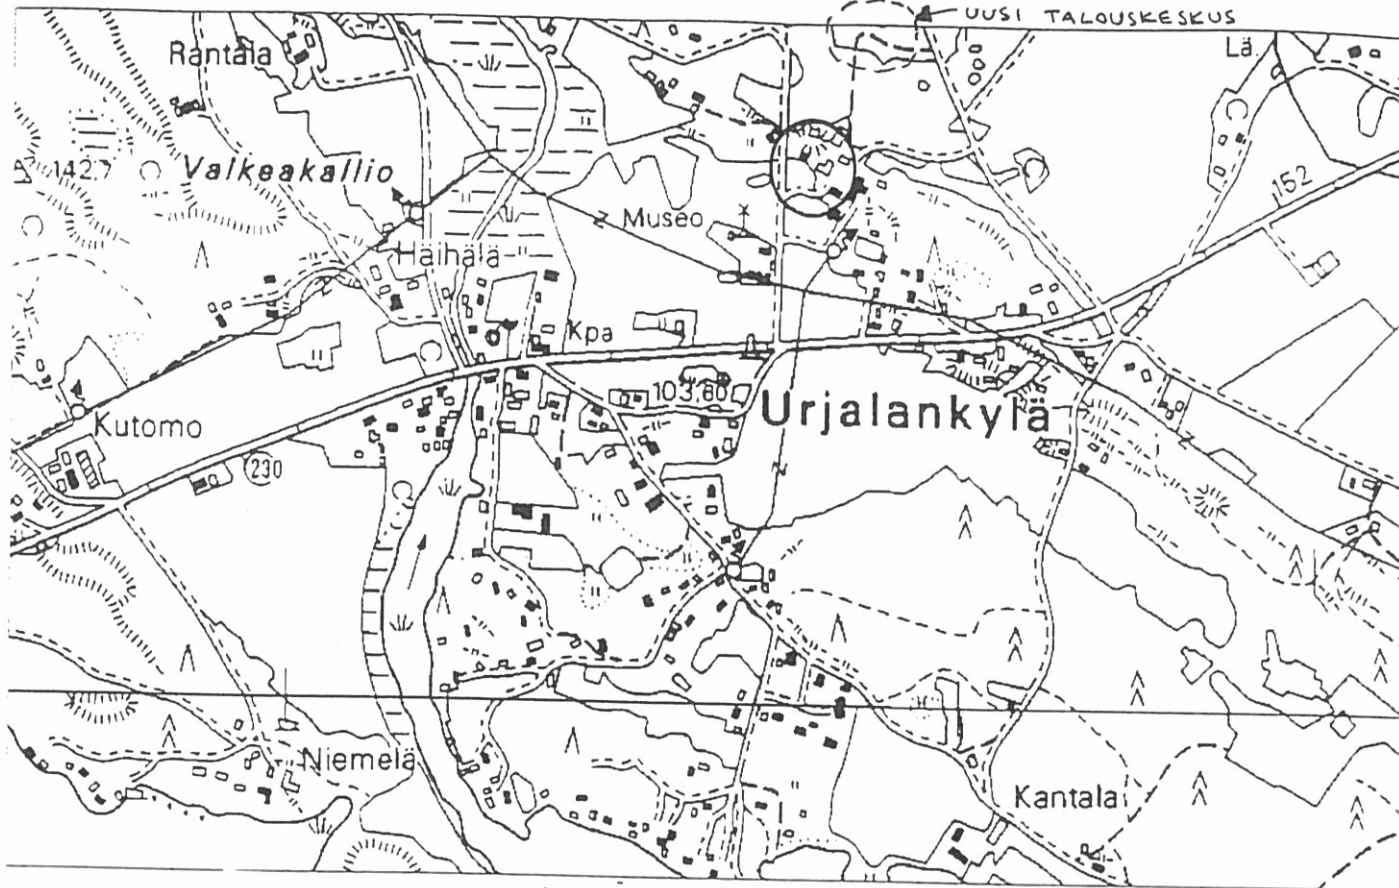 UUSI TALOUSKESKUS
Rantala
Lä.
142.7
Valkeakallio
152
Museo
Haihala
Kpa
103,80
Urjalankylä
Kutomo
230
Niemelä
Kantala